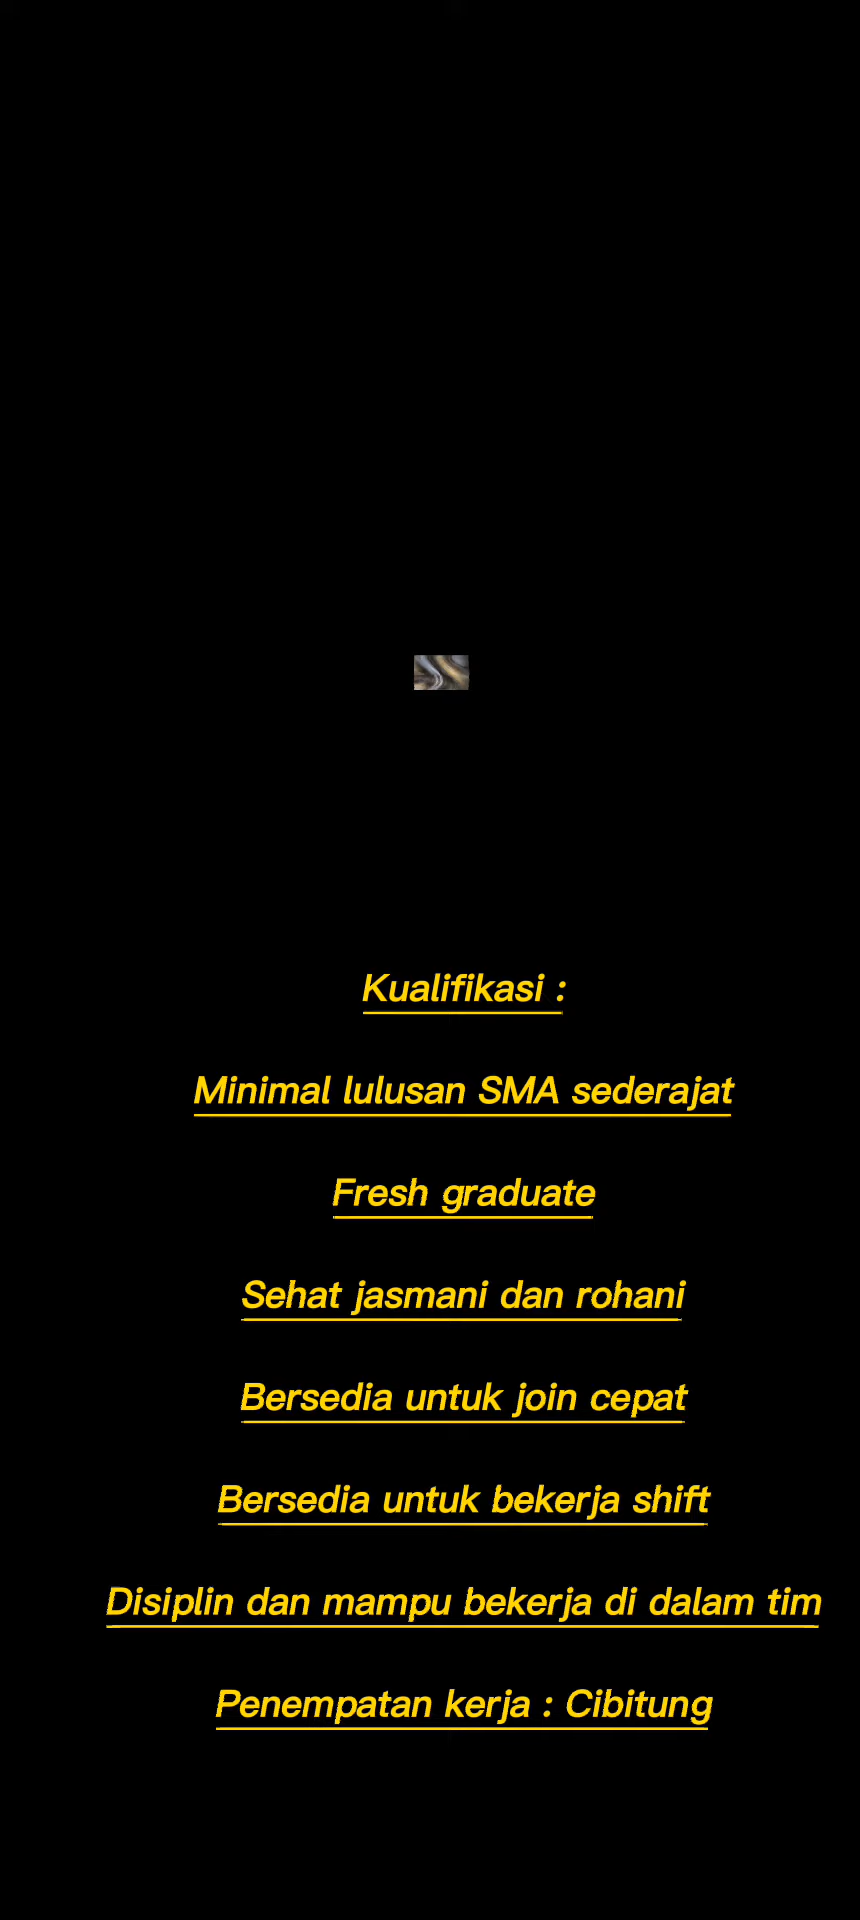 Kualifikasi :
Minimal lulusan SMA sederajat
Fresh graduate
Sehat jasmani dan rohani
Bersedia untuk join cepat
Bersedia untuk bekerja shift
Disiplin dan mampu bekerja di dalam tim
Penempatan kerja : Cibitung